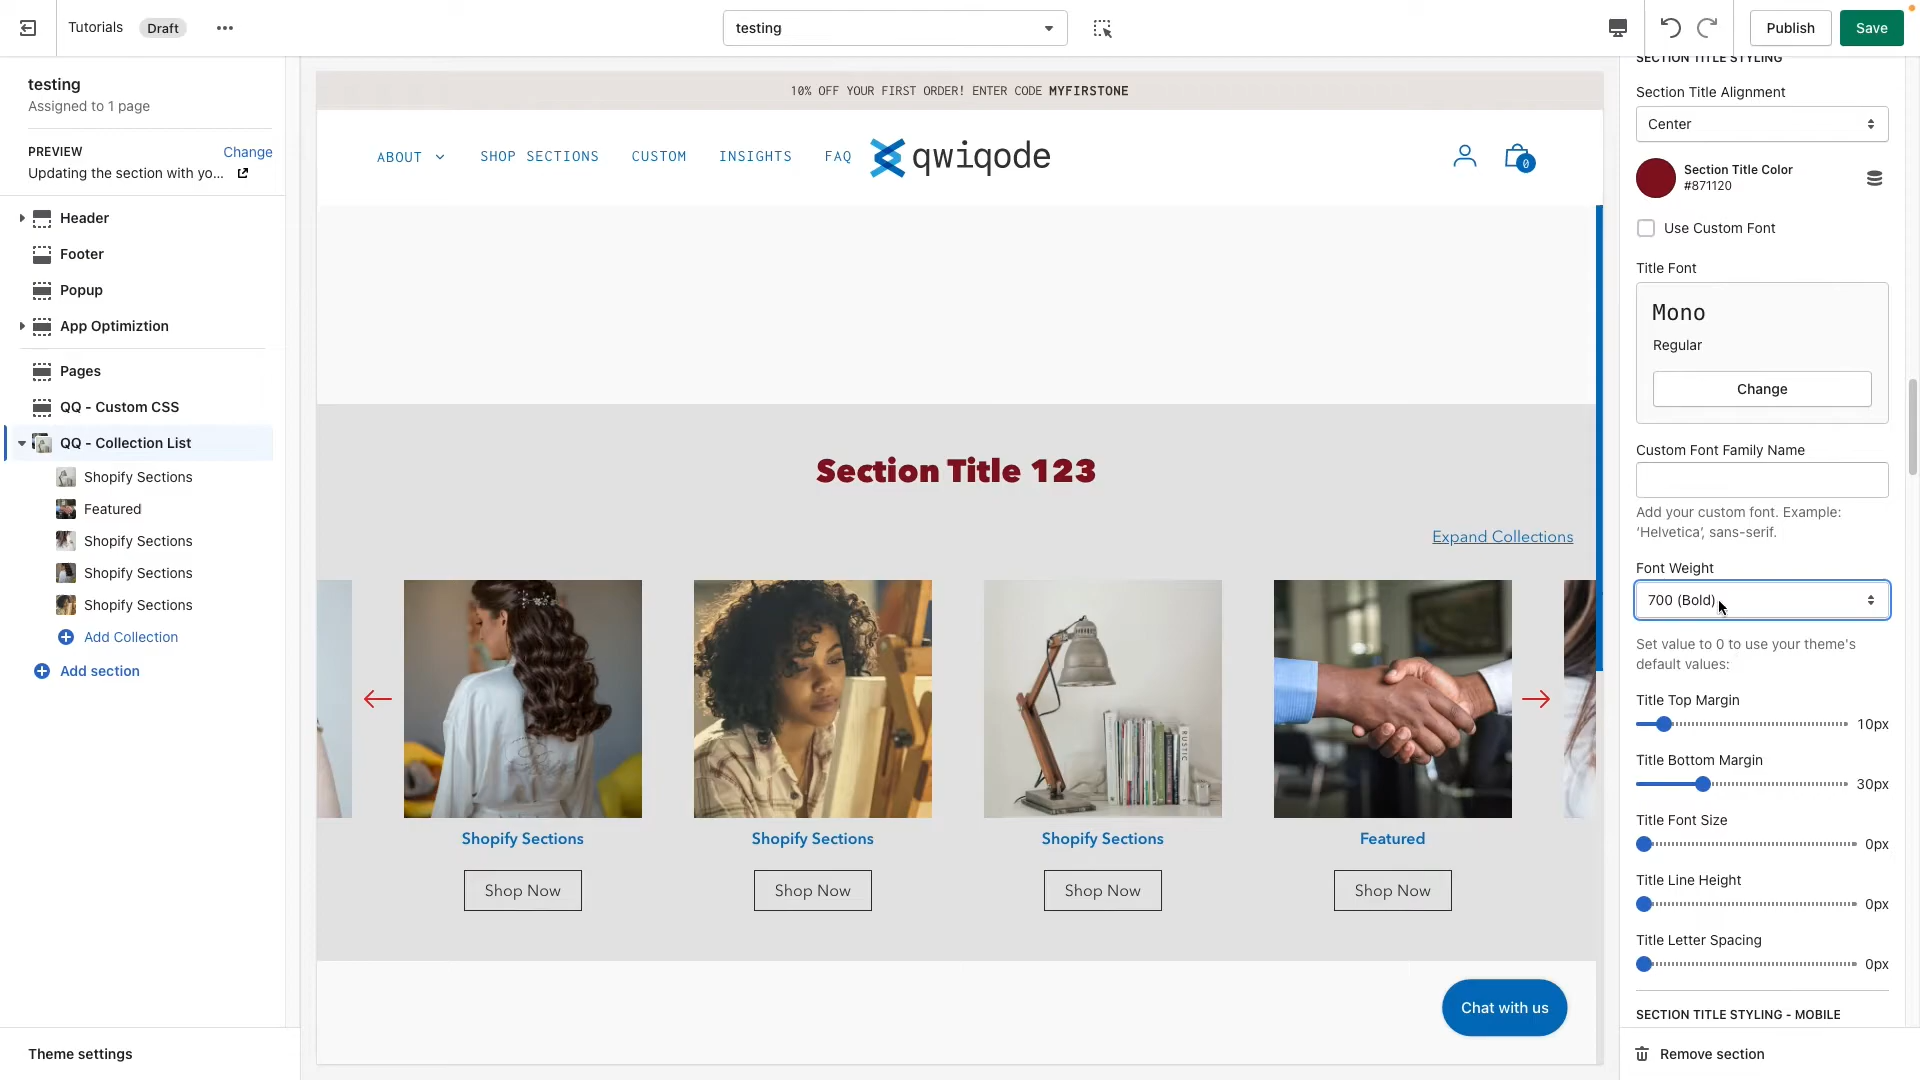 Tutorials
Draft
testing
Publish
Save
testing
Assigned to 1 page
PREVIEW
Change
Updating the section with yo...
Header
Footer
Popup
App Optimiztion
Pages
QQ - Custom CSS
QQ - Collection List
Shopify Sections
Featured
Shopify Sections
Shopify Sections
Shopify Sections
Add Collection
Add section
Theme settings
10% OFF YOUR FIRST ORDER! ENTER CODE MYFIRSTONE
ABOUT
SHOP SECTIONS
CUSTOM
INSIGHTS
FAQ
qwiqode
0
Section Title 123
Expand Collections
RUSTIC
Shopify Sections
Shopify Sections
Shopify Sections
Featured
Shop Now
Shop Now
Shop Now
Shop Now
Chat with us
SECTION TITLE STYLING
Section Title Alignment
Center
Section Title Color
#871120
Use Custom Font
Title Font
Mono
Regular
Change
Custom Font Family Name
Add your custom font. Example:
‘Helvetica’, sans-serif.
Font Weight
700 (Bold)
Set value to 0 to use your theme's
default values:
Title Top Margin
10px
Title Bottom Margin
30px
Title Font Size
0px
Title Line Height
0px
Title Letter Spacing
0px
SECTION TITLE STYLING - MOBILE
Remove section